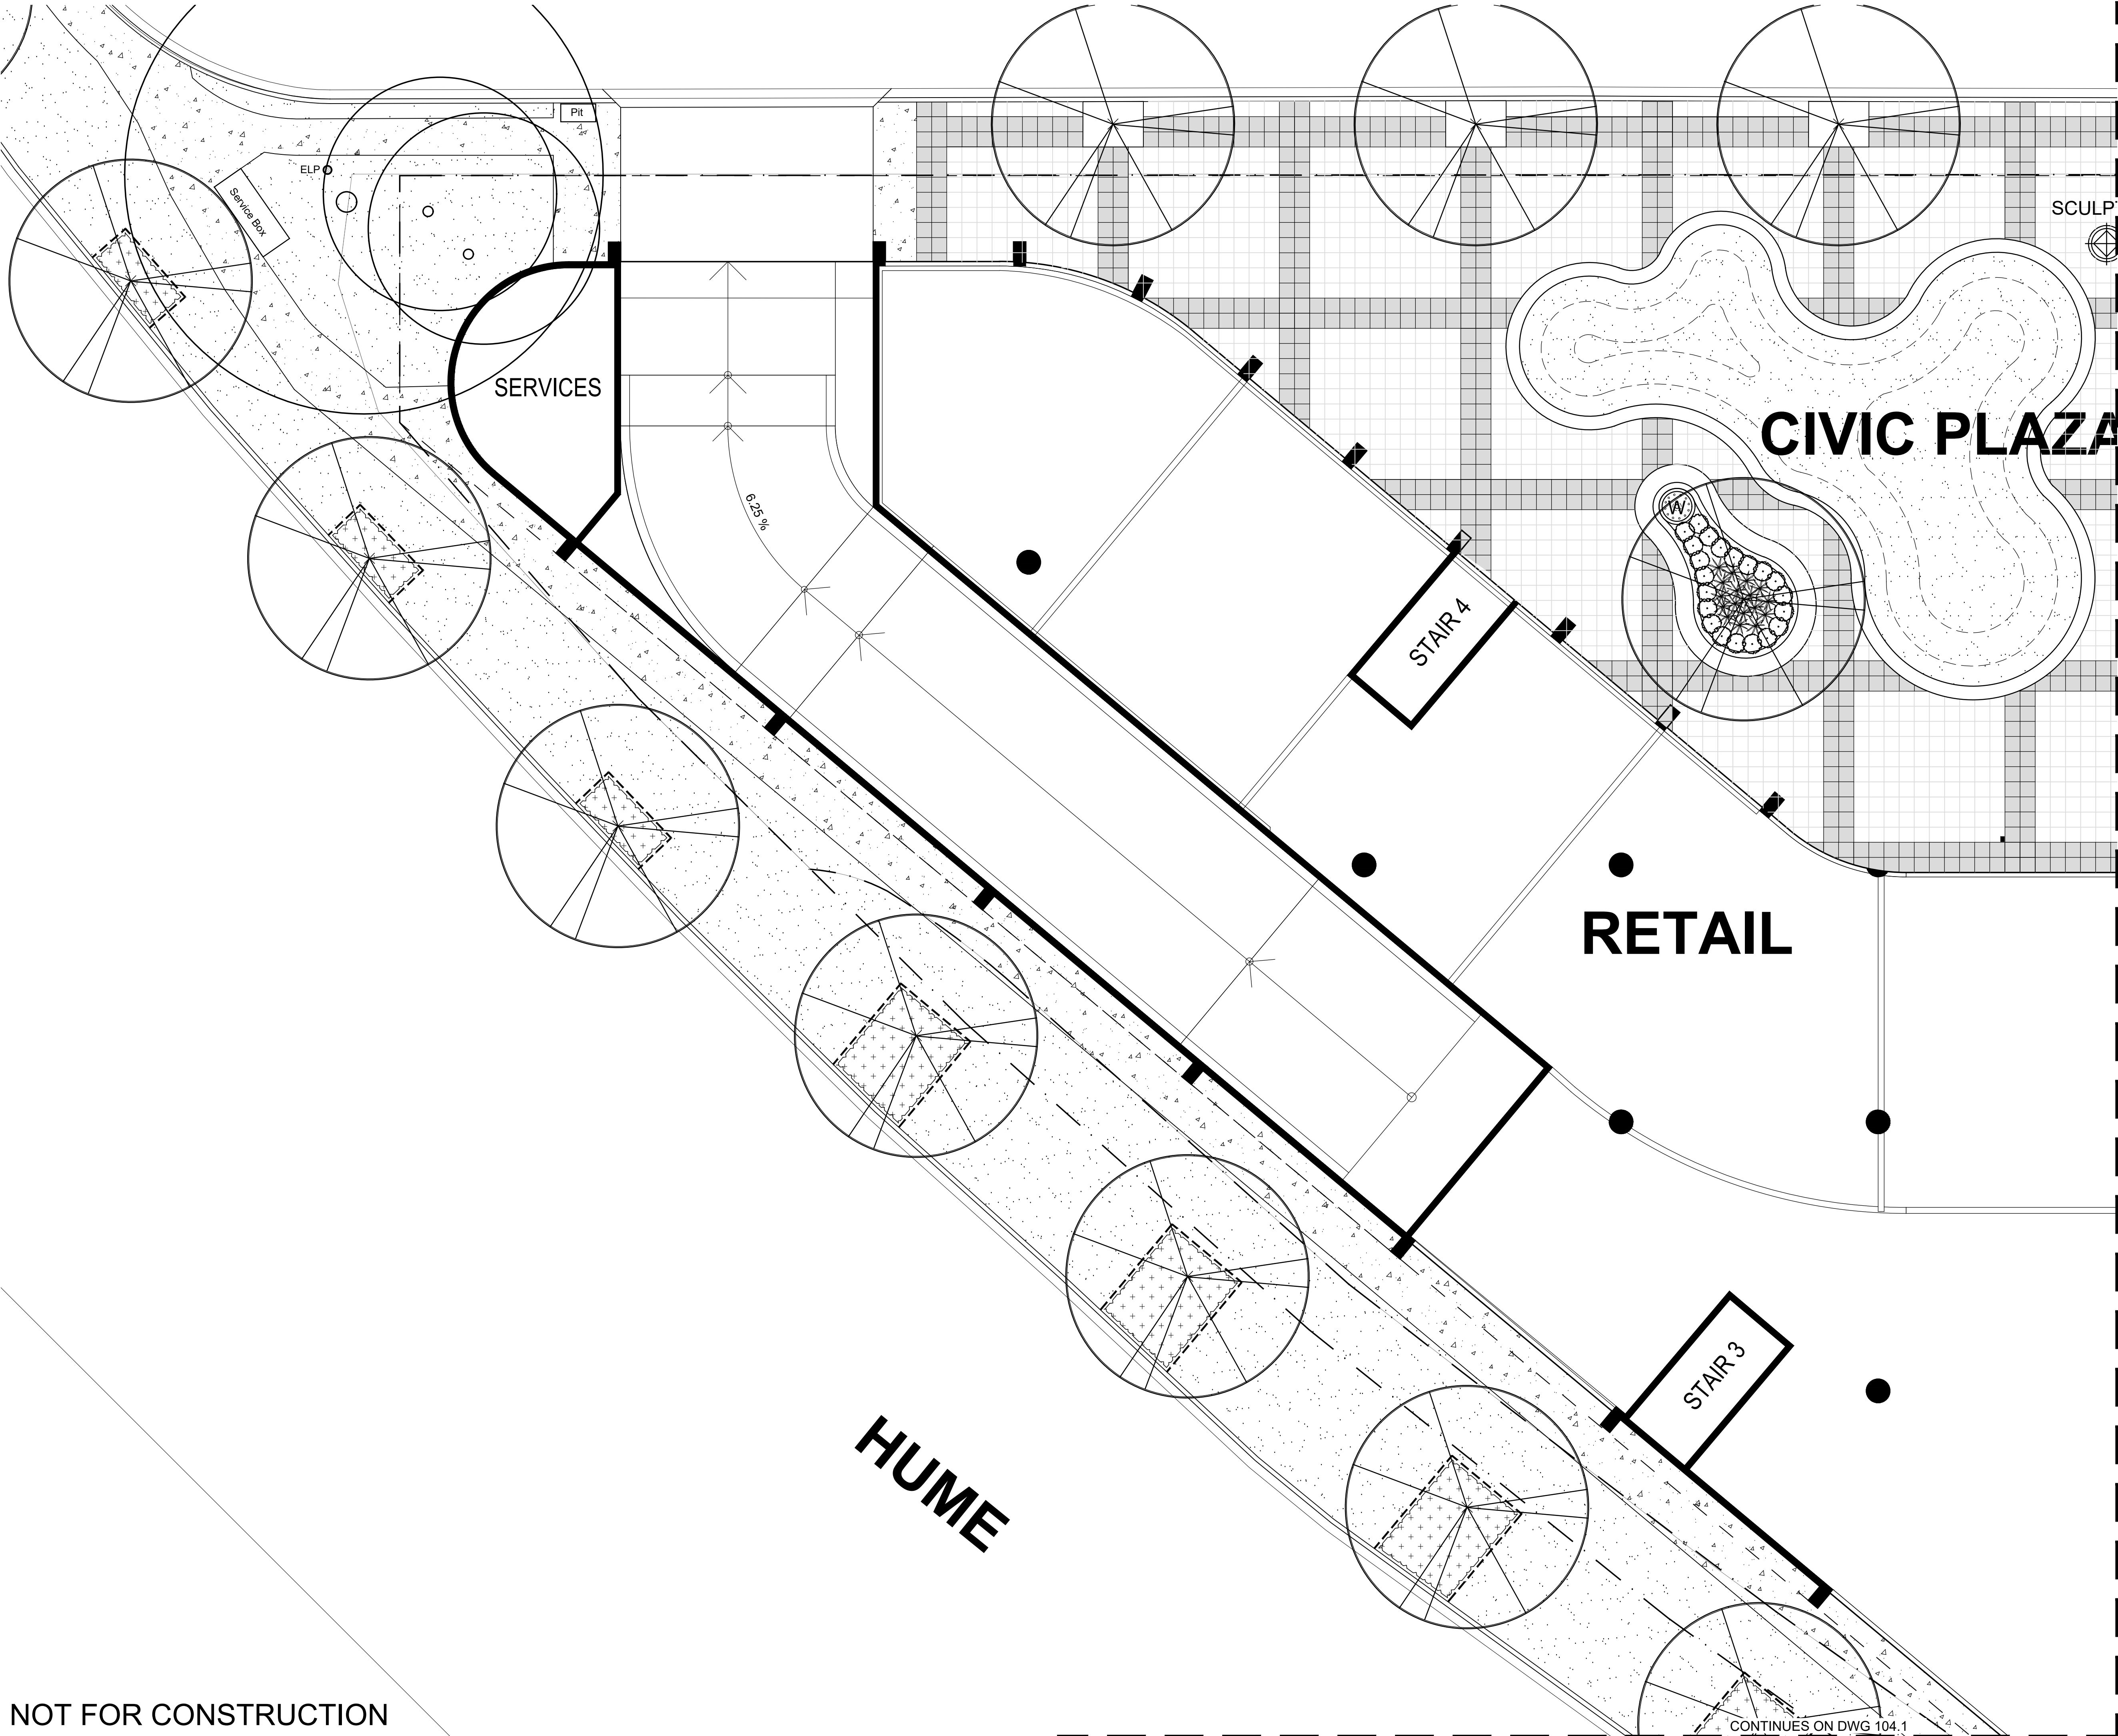 Pit
ELP
Service Box
SCULP
SERVICES
CIVIC PLAZA
6.25 %
W
STAIR 4
RETAIL
STAIR 3
HUME
NOT FOR CONSTRUCTION
CONTINUES ON DWG 104.1